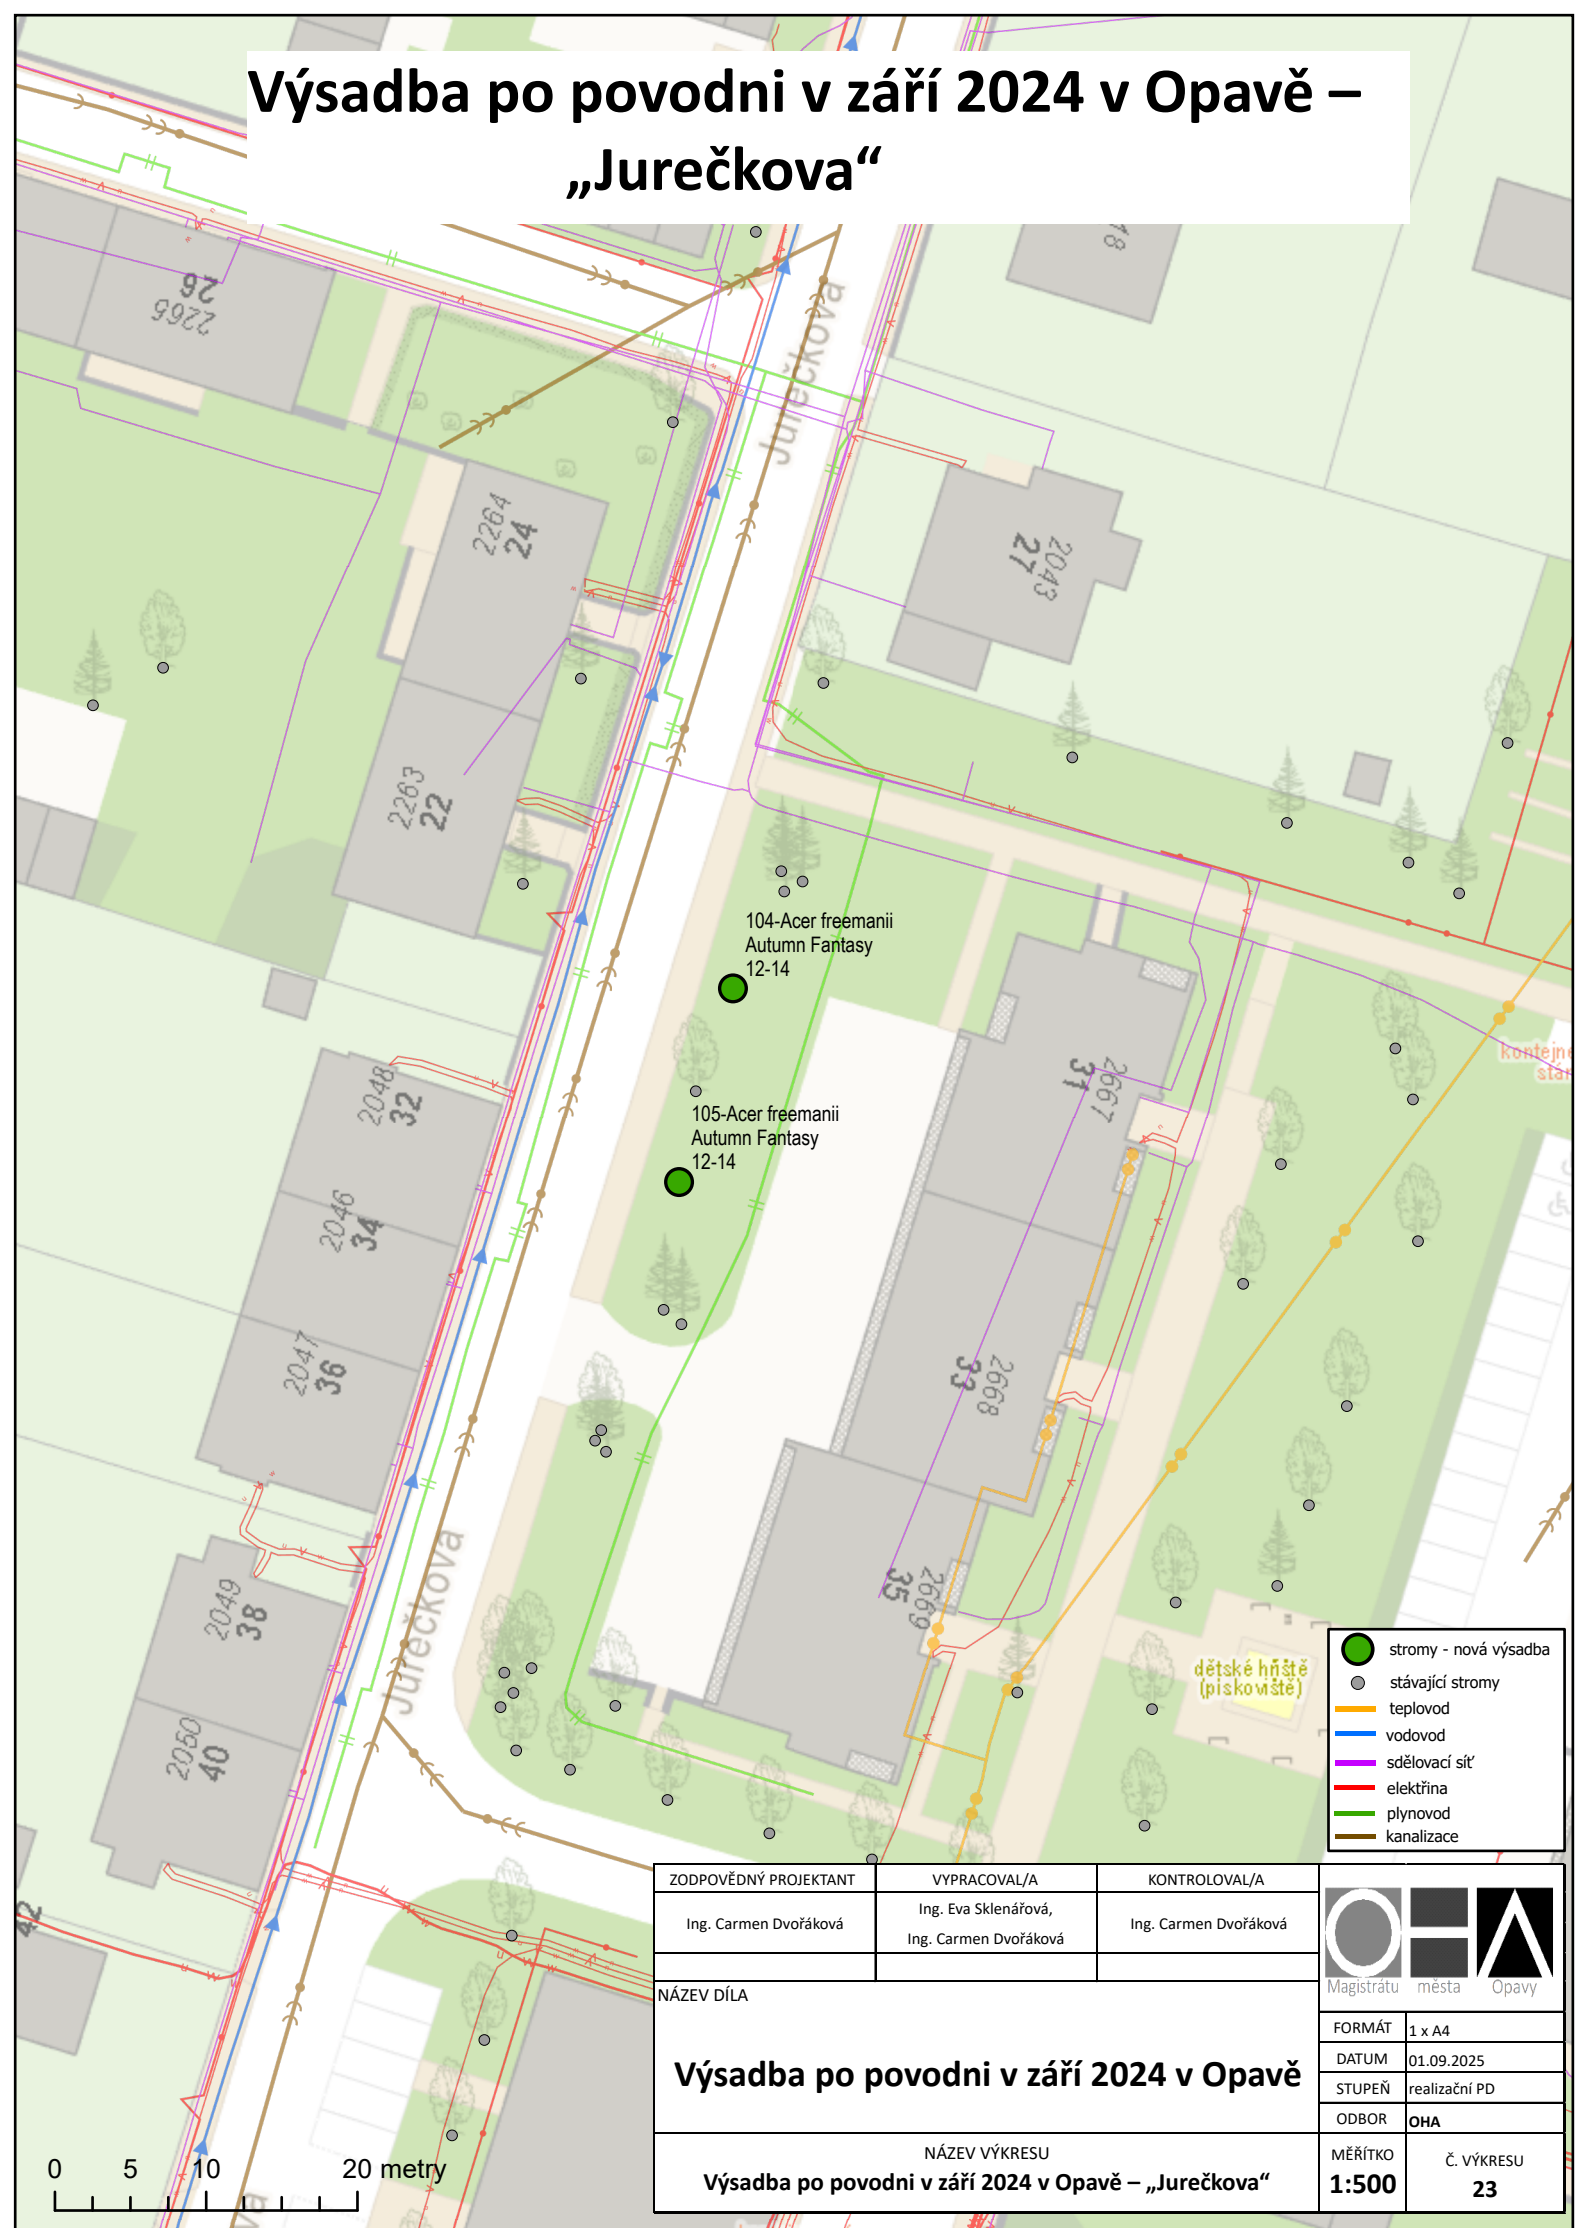 Výsadba po povodni v září 2024 v Opavě –
„Jurečkova“
18
26
2265
Jurečkova
2264
24
27
2043
2263
22
104-Acer freemanii
Autumn Fantasy
12-14
2048
32
31
2667
105-Acer freemanii
Autumn Fantasy
12-14
2046
34
2047
36
33
2668
2049
38
35
2669
Jurečkova
2050
40
42
dětské hřiště
(pískoviště)
stromy - nová výsadba
stávající stromy
teplovod
vodovod
sdělovací síť
elektřina
plynovod
kanalizace
ZODPOVĚDNÝ PROJEKTANT
VYPRACOVAL/A
KONTROLOVAL/A
Ing. Carmen Dvořáková
Ing. Eva Sklenářová,
Ing. Carmen Dvořáková
Ing. Carmen Dvořáková
OHA
Magistrátu města Opavy
NÁZEV DÍLA
Výsadba po povodni v září 2024 v Opavě
FORMÁT 1 x A4
DATUM 01.09.2025
STUPEŇ realizační PD
ODBOR OHA
NÁZEV VÝKRESU
Výsadba po povodni v září 2024 v Opavě – „Jurečkova“
MĚŘÍTKO
1:500
Č. VÝKRESU
23
0 5 10 20 metry